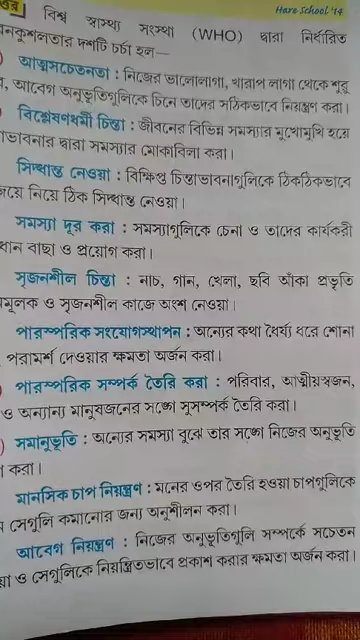 Hare School '14
বিশ্ব স্বাস্থ্য সংস্থা (WHO) দ্বারা নির্ধারিত
নকুশলতার দশটি চর্চা হল—
আত্মসচেতনতা : নিজের ভালোলাগা, খারাপ লাগা থেকে শুরু
, আবেগ অনুভূতিগুলিকে চিনে তাদের সঠিকভাবে নিয়ন্ত্রণ করা।
বিশ্লেষণধর্মী চিন্তা : জীবনের বিভিন্ন সমস্যার মুখোমুখি হয়ে
াভাবনার দ্বারা সমস্যার মোকাবিলা করা।
সিদ্ধান্ত নেওয়া : বিক্ষিপ্ত চিন্তাভাবনাগুলিকে ঠিকঠিকভাবে
জিয়ে নিয়ে ঠিক সিদ্ধান্ত নেওয়া।
সমস্যা দূর করা : সমস্যাগুলিকে চেনা ও তাদের কার্যকরী
ধান বাছা ও প্রয়োগ করা।
সৃজনশীল চিন্তা : নাচ, গান, খেলা, ছবি আঁকা প্রভৃতি
মূলক ও সৃজনশীল কাজে অংশ নেওয়া।
পারস্পরিক সংযোগস্থাপন : অন্যের কথা ধৈর্য্য ধরে শোনা
পরামর্শ দেওয়ার ক্ষমতা অর্জন করা।
পারস্পরিক সম্পর্ক তৈরি করা : পরিবার, আত্মীয়স্বজন,
ও অন্যান্য মানুষজনের সঙ্গে সুসম্পর্ক তৈরি করা।
সমানুভূতি : অন্যের সমস্যা বুঝে তার সঙ্গে নিজের অনুভূতি
করা।
মানসিক চাপ নিয়ন্ত্রণ : মনের ওপর তৈরি হওয়া চাপগুলিকে
সেগুলি কমানোর জন্য অনুশীলন করা।
আবেগ নিয়ন্ত্রণ : নিজের অনুভূতিগুলি সম্পর্কে সচেতন
য়া ও সেগুলিকে নিয়ন্ত্রিতভাবে প্রকাশ করার ক্ষমতা অর্জন করা।